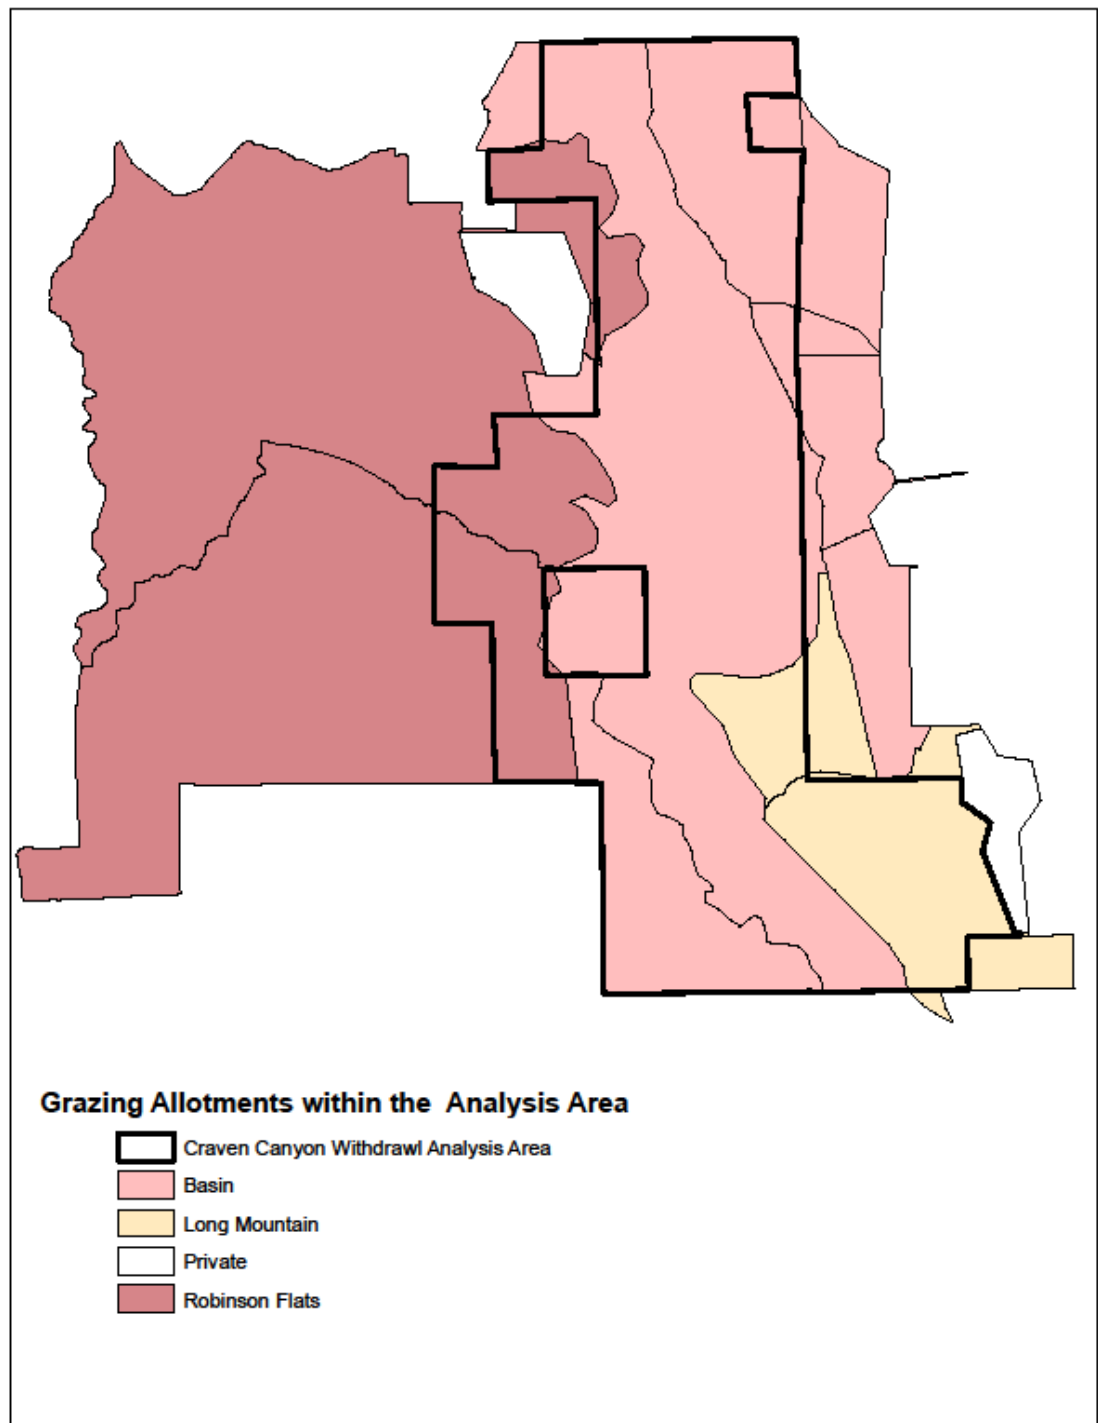 Grazing Allotments within the Analysis Area
Craven Canyon Withdrawl Analysis Area
Basin
Long Mountain
Private
Robinson Flats